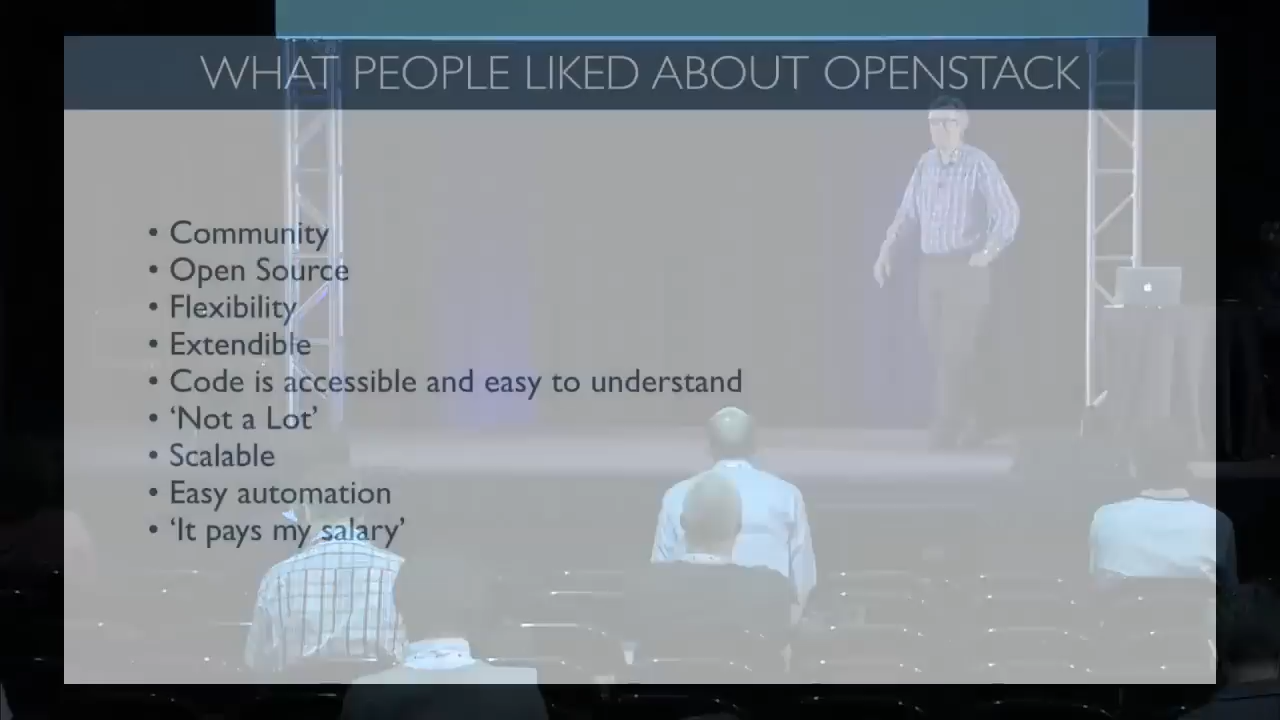 WHAT PEOPLE LIKED ABOUT OPENSTACK
• Community
• Open Source
• Flexibility
• Extendible
• Code is accessible and easy to understand
• ‘Not a Lot’
• Scalable
• Easy automation
• ‘It pays my salary’